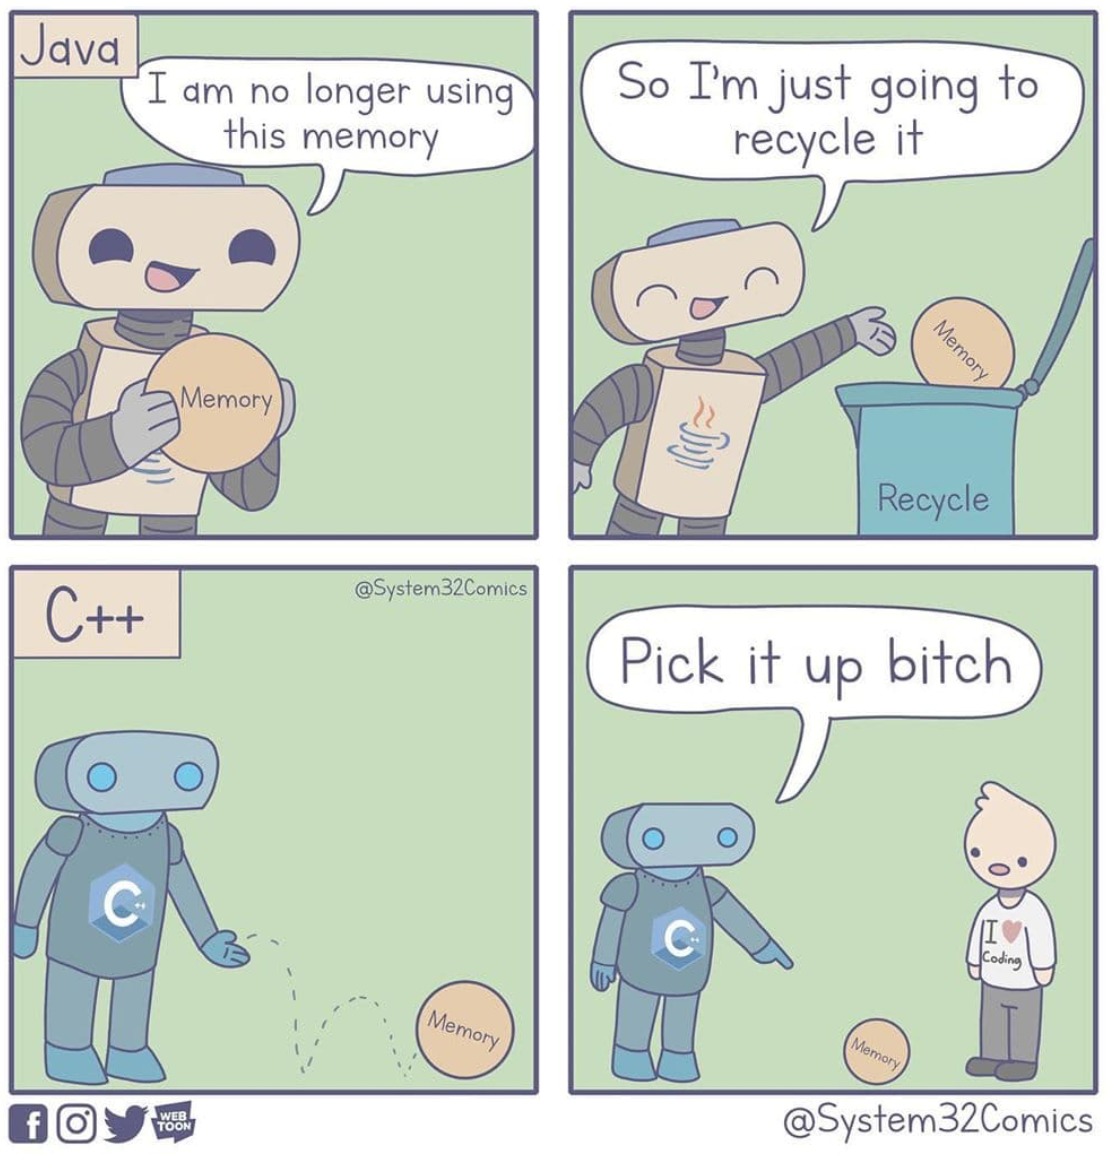 Java
I am no longer using
this memory
Memory
So I'm just going to
recycle it
Memory
Recycle
C++
@System32Comics
C++
Memory
Pick it up bitch
C++
I ♥
Coding
Memory
WEB
TOON
@System32Comics